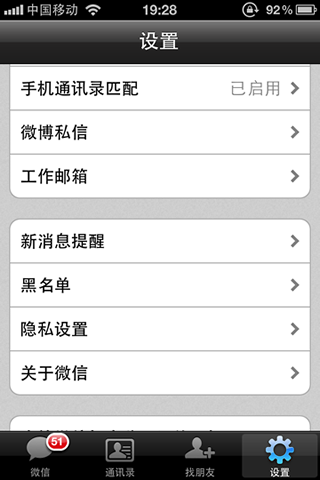 中国移动 19:28 92%
设置
手机通讯录匹配 已启用
微博私信
工作邮箱
新消息提醒
黑名单
隐私设置
关于微信
51
微信 通讯录 找朋友 设置